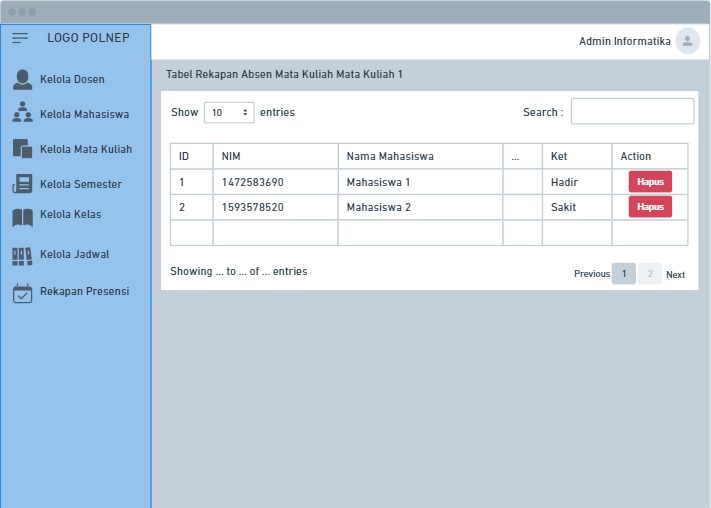 LOGO POLNEP
Admin Informatika
Kelola Dosen
Kelola Mahasiswa
Kelola Mata Kuliah
Kelola Semester
Kelola Kelas
Kelola Jadwal
Rekapan Presensi
Tabel Rekapan Absen Mata Kuliah Mata Kuliah 1
Show 10 entries Search :
ID NIM Nama Mahasiswa ... Ket Action
1 1472583690 Mahasiswa 1 Hadir Hapus
2 1593578520 Mahasiswa 2 Sakit Hapus
Showing ... to ... of ... entries Previous 1 2 Next